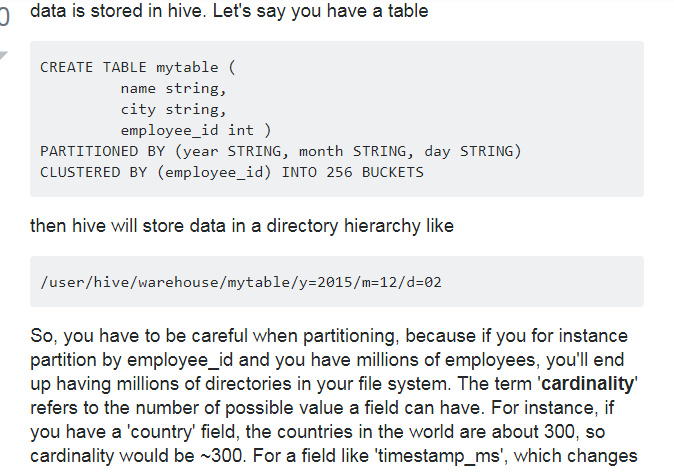 0
data is stored in hive. Let's say you have a table
CREATE TABLE mytable (
name string,
city string,
employee_id int )
PARTITIONED BY (year STRING, month STRING, day STRING)
CLUSTERED BY (employee_id) INTO 256 BUCKETS
then hive will store data in a directory hierarchy like
/user/hive/warehouse/mytable/y=2015/m=12/d=02
So, you have to be careful when partitioning, because if you for instance
partition by employee_id and you have millions of employees, you'll end
up having millions of directories in your file system. The term 'cardinality'
refers to the number of possible value a field can have. For instance, if
you have a 'country' field, the countries in the world are about 300, so
cardinality would be ~300. For a field like 'timestamp_ms', which changes